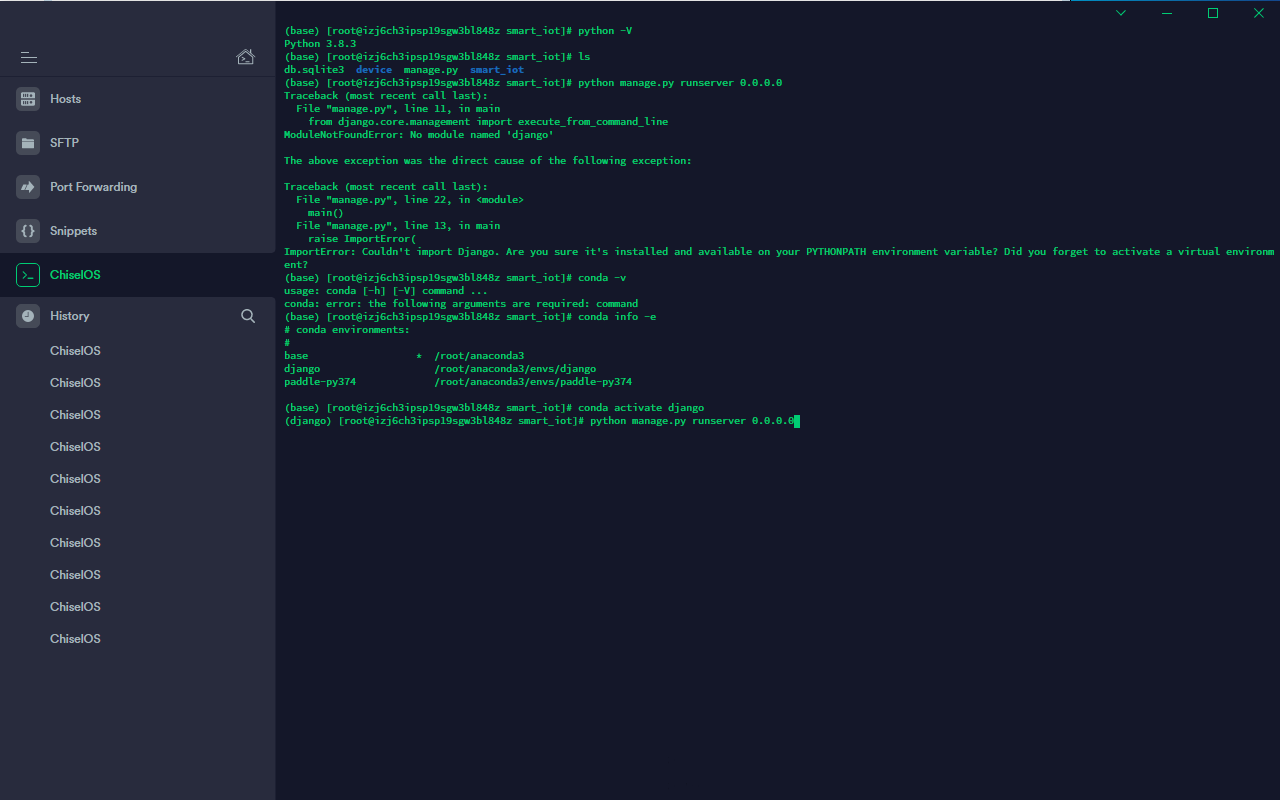 Hosts
SFTP
Port Forwarding
Snippets
ChiselOS
History
ChiselOS
ChiselOS
ChiselOS
ChiselOS
ChiselOS
ChiselOS
ChiselOS
ChiselOS
ChiselOS
ChiselOS
(base) [root@izj6ch3ipsp19sgw3bl848z smart_iot]# python -V
Python 3.8.3
(base) [root@izj6ch3ipsp19sgw3bl848z smart_iot]# ls
db.sqlite3  device  manage.py  smart_iot
(base) [root@izj6ch3ipsp19sgw3bl848z smart_iot]# python manage.py runserver 0.0.0.0
Traceback (most recent call last):
  File "manage.py", line 11, in main
    from django.core.management import execute_from_command_line
ModuleNotFoundError: No module named 'django'
The above exception was the direct cause of the following exception:
Traceback (most recent call last):
  File "manage.py", line 22, in <module>
    main()
  File "manage.py", line 13, in main
    raise ImportError(
ImportError: Couldn't import Django. Are you sure it's installed and available on your PYTHONPATH environment variable? Did you forget to activate a virtual environm
ent?
(base) [root@izj6ch3ipsp19sgw3bl848z smart_iot]# conda -v
usage: conda [-h] [-V] command ...
conda: error: the following arguments are required: command
(base) [root@izj6ch3ipsp19sgw3bl848z smart_iot]# conda info -e
# conda environments:
#
base                  *  /root/anaconda3
django                   /root/anaconda3/envs/django
paddle-py374             /root/anaconda3/envs/paddle-py374
(base) [root@izj6ch3ipsp19sgw3bl848z smart_iot]# conda activate django
(django) [root@izj6ch3ipsp19sgw3bl848z smart_iot]# python manage.py runserver 0.0.0.0